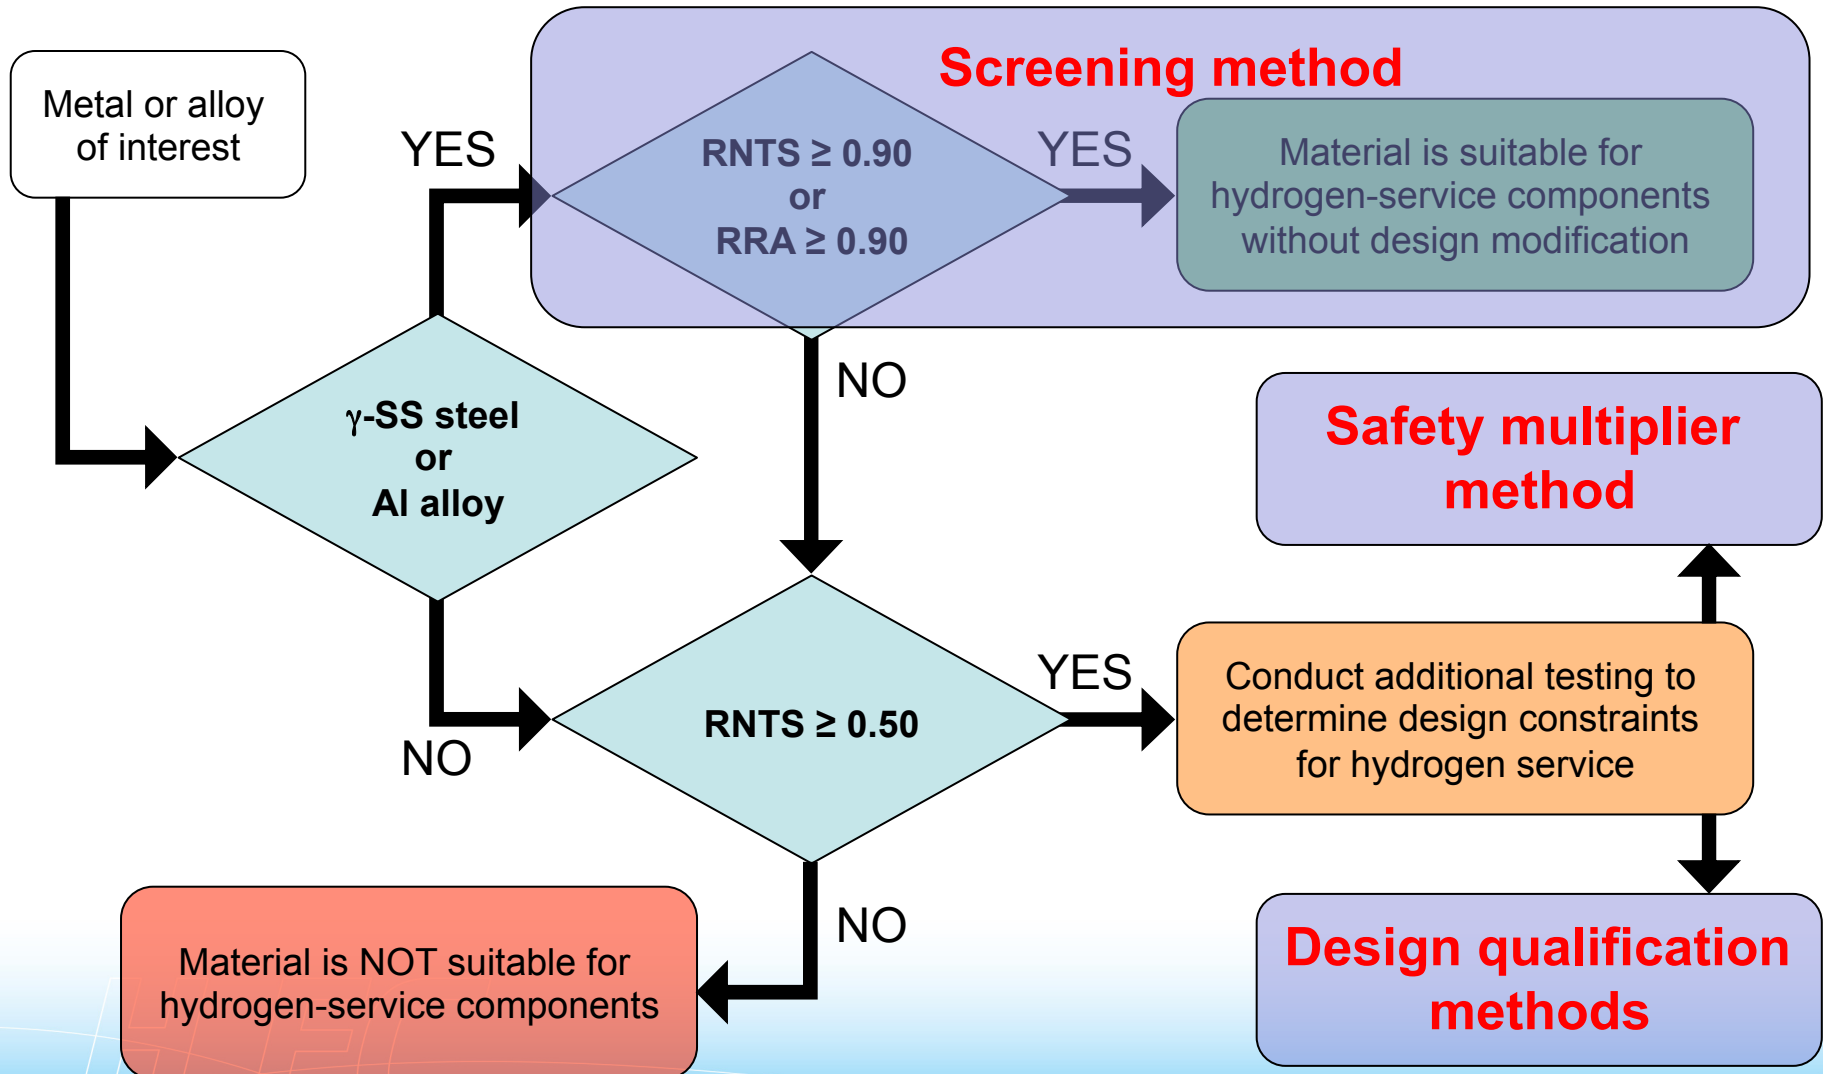 Screening method
Metal or alloy
of interest
YES
RNTS ≥ 0.90
or
RRA ≥ 0.90
YES
Material is suitable for
hydrogen-service components
without design modification
NO
γ-SS steel
or
Al alloy
Safety multiplier
method
NO
RNTS ≥ 0.50
YES
Conduct additional testing to
determine design constraints
for hydrogen service
NO
Material is NOT suitable for
hydrogen-service components
Design qualification
methods